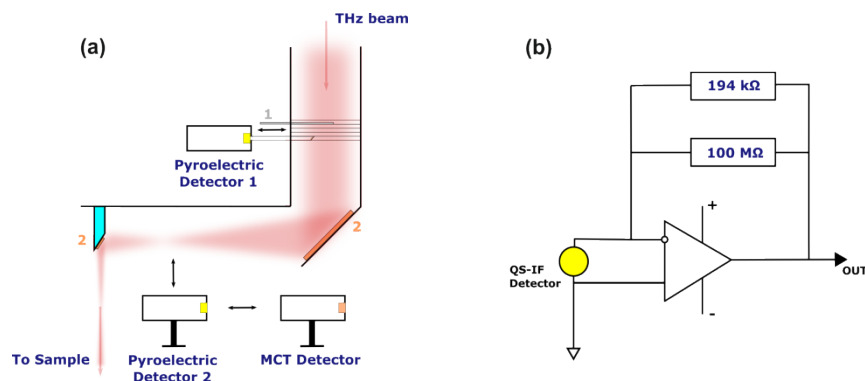 (a)
THz beam
1
Pyroelectric
Detector 1
2
2
To Sample
Pyroelectric
Detector 2
MCT Detector
(b)
194 kΩ
100 MΩ
+
QS-IF
Detector
OUT
-